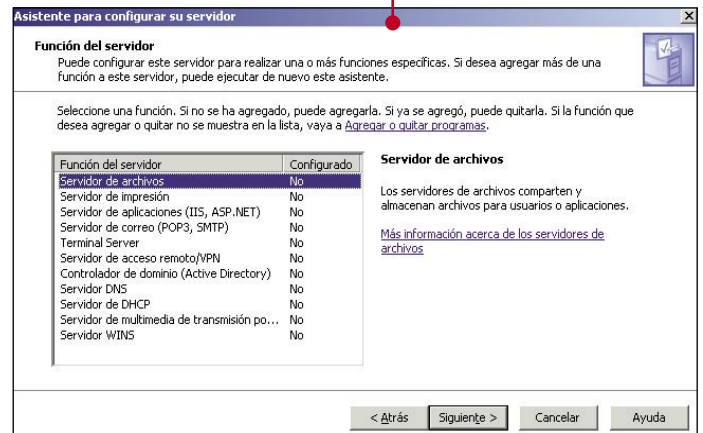 Asistente para configurar su servidor
Función del servidor
Puede configurar este servidor para realizar una o más funciones específicas. Si desea agregar más de una
función a este servidor, puede ejecutar de nuevo este asistente.
Seleccione una función. Si no se ha agregado, puede agregarla. Si ya se agregó, puede quitarla. Si la función que
desea agregar o quitar no se muestra en la lista, vaya a Agregar o quitar programas.
Función del servidor Configurado
Servidor de archivos No
Servidor de impresión No
Servidor de aplicaciones (IIS, ASP.NET) No
Servidor de correo (POP3, SMTP) No
Terminal Server No
Servidor de acceso remoto/VPN No
Controlador de dominio (Active Directory) No
Servidor DNS No
Servidor de DHCP No
Servidor de multimedia de transmisión po... No
Servidor WINS No
Servidor de archivos
Los servidores de archivos comparten y
almacenan archivos para usuarios o aplicaciones.
Más información acerca de los servidores de
archivos
< Atrás Siguiente > Cancelar Ayuda